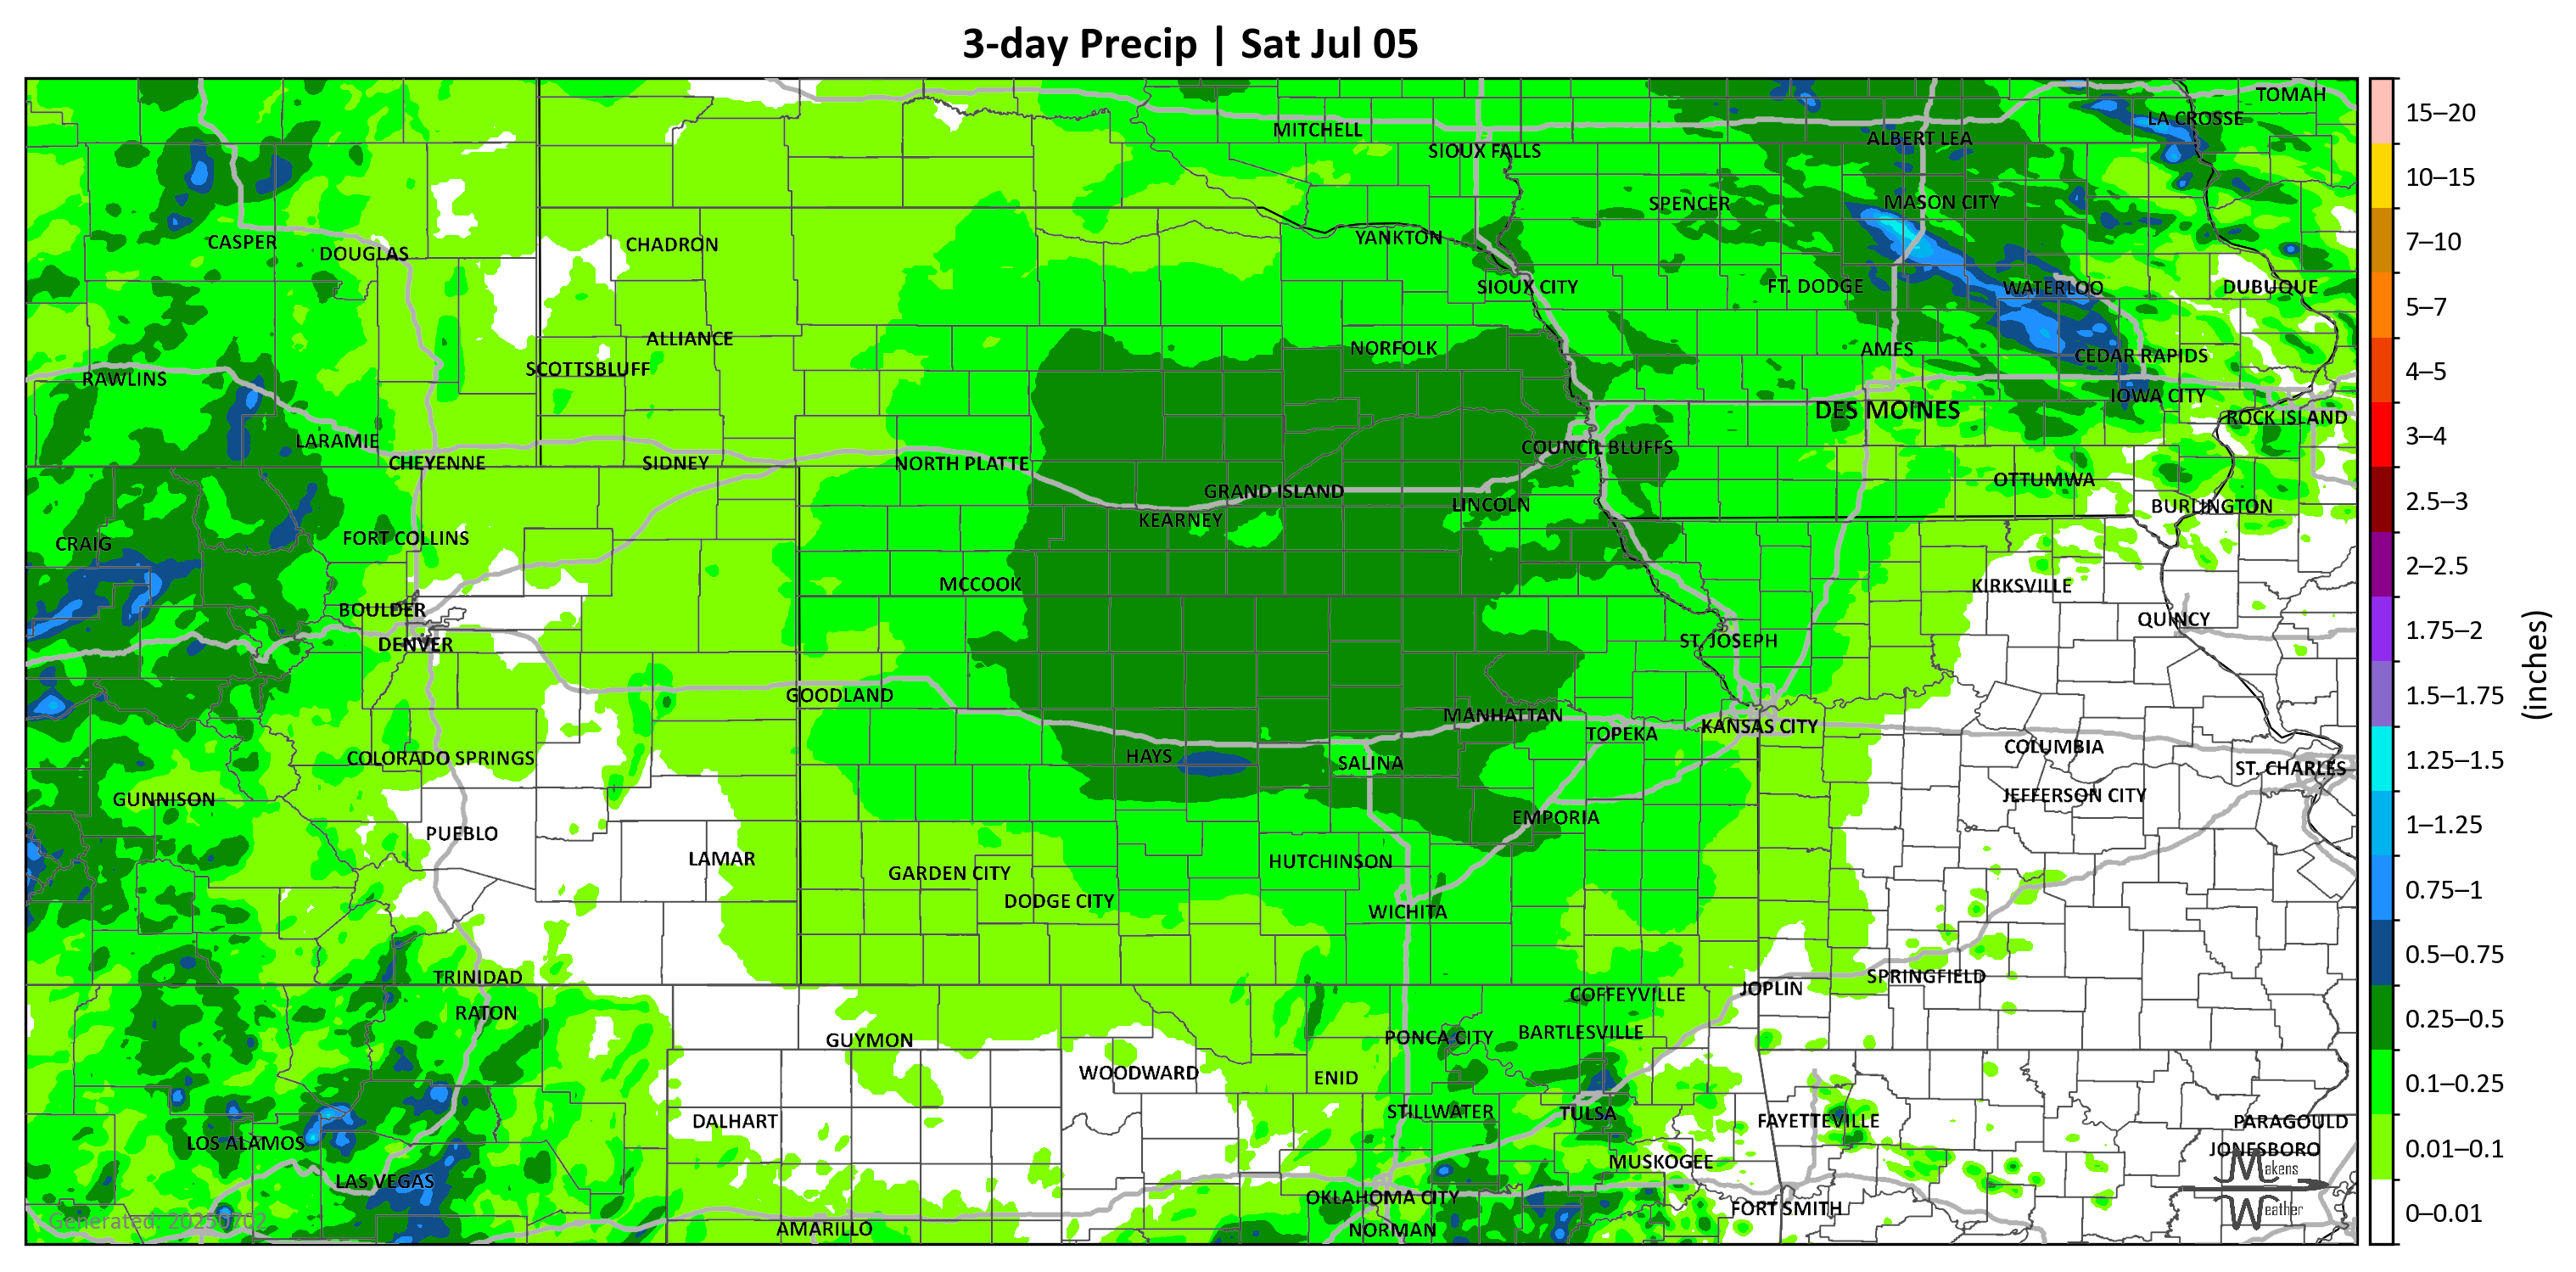 3-day Precip | Sat Jul 05
TOMAH
LA CROSSE
MITCHELL
ALBERT LEA
SIOUX FALLS
SPENCER
MASON CITY
CASPER
DOUGLAS
CHADRON
YANKTON
SIOUX CITY
FT. DODGE
WATERLOO
DUBUQUE
ALLIANCE
NORFOLK
AMES
CEDAR RAPIDS
SCOTTSBLUFF
RAWLINS
IOWA CITY
DES MOINES
ROCK ISLAND
LARAMIE
CHEYENNE
SIDNEY
NORTH PLATTE
COUNCIL BLUFFS
GRAND ISLAND
LINCOLN
OTTUMWA
BURLINGTON
KEARNEY
CRAIG
FORT COLLINS
MCCOOK
KIRKSVILLE
BOULDER
QUINCY
DENVER
ST. JOSEPH
GOODLAND
MANHATTAN
TOPEKA
KANSAS CITY
COLUMBIA
COLORADO SPRINGS
HAYS
SALINA
ST. CHARLES
GUNNISON
JEFFERSON CITY
PUEBLO
EMPORIA
LAMAR
GARDEN CITY
HUTCHINSON
DODGE CITY
WICHITA
TRINIDAD
SPRINGFIELD
JOPLIN
COFFEYVILLE
RATON
GUYMON
PONCA CITY
BARTLESVILLE
WOODWARD
ENID
DALHART
STILLWATER
TULSA
FAYETTEVILLE
PARAGOULD
LOS ALAMOS
JONESBORO
MUSKOGEE
LAS VEGAS
OKLAHOMA CITY
FORT SMITH
AMARILLO
NORMAN
Generated: 20250702
Makens
Weather
15–20
10–15
7–10
5–7
4–5
3–4
2.5–3
2–2.5
1.75–2
1.5–1.75
1.25–1.5
1–1.25
0.75–1
0.5–0.75
0.25–0.5
0.1–0.25
0.01–0.1
0–0.01
(inches)